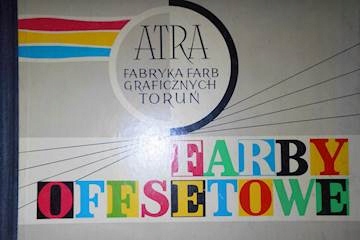 ATRA
FABRYKA FARB
GRAFICZNYCH
TORUŃ
FARBY
OFFSETOWE